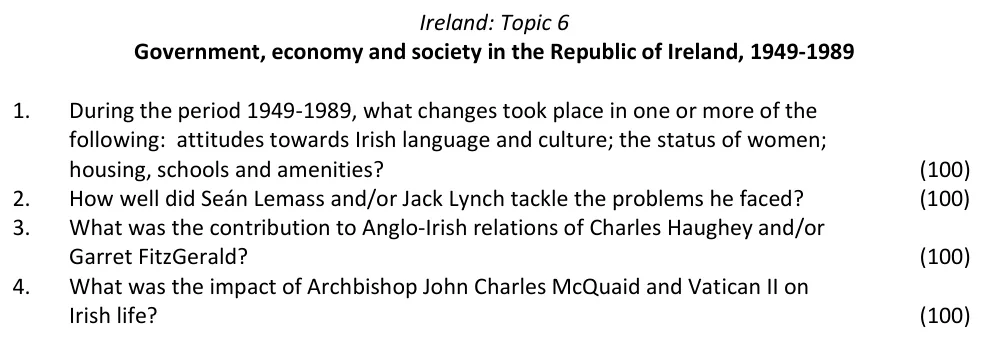 Ireland: Topic 6
Government, economy and society in the Republic of Ireland, 1949-1989
1. During the period 1949-1989, what changes took place in one or more of the
following: attitudes towards Irish language and culture; the status of women;
housing, schools and amenities? (100)
2. How well did Seán Lemass and/or Jack Lynch tackle the problems he faced? (100)
3. What was the contribution to Anglo-Irish relations of Charles Haughey and/or
Garret FitzGerald? (100)
4. What was the impact of Archbishop John Charles McQuaid and Vatican II on
Irish life? (100)